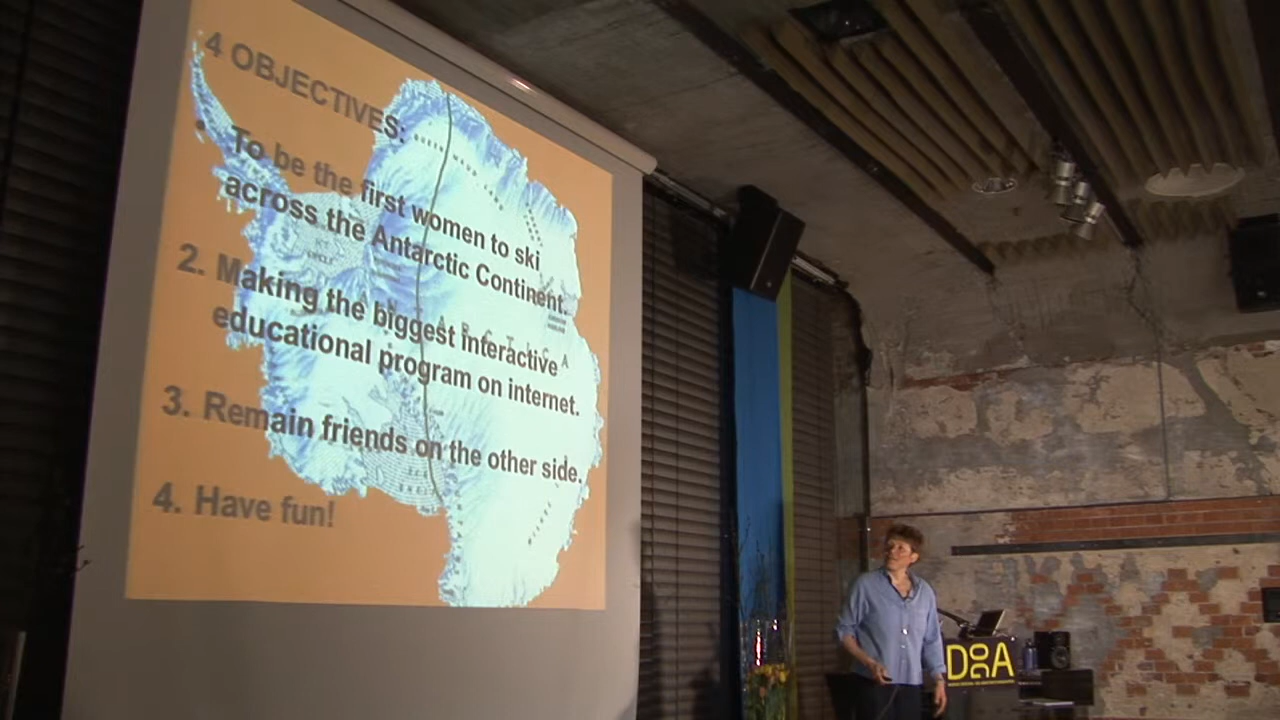 4 OBJECTIVES:
To be the first women to ski
across the Antarctic Continent.
2. Making the biggest interactive
educational program on internet.
3. Remain friends on the other side.
4. Have fun!
DogA